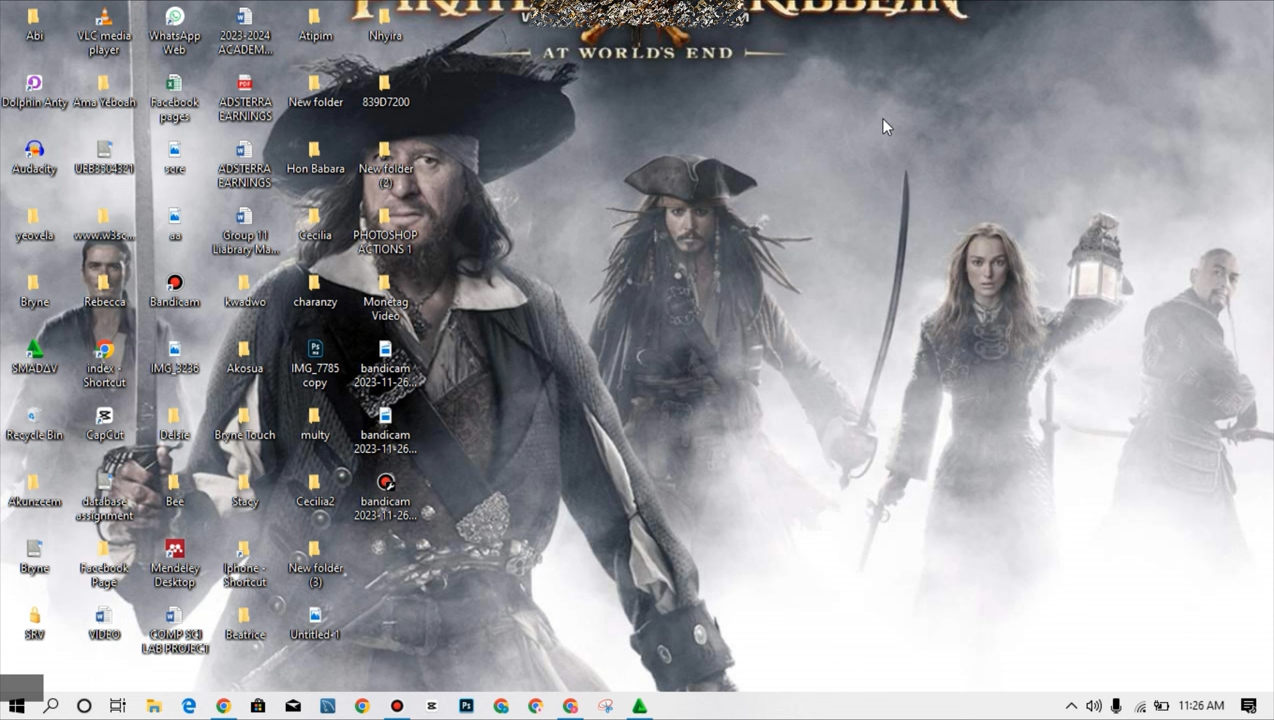 AT WORLD'S END
Abi
VLC media
player
WhatsApp
Web
2023-2024
ACADEM...
Atipim
Nhyira
Dolphin Anty
Ama Yeboah
Facebook
pages
ADSTERRA
EARNINGS
New folder
839D7200
Audacity
UEB3504321
scre
ADSTERRA
EARNINGS
Hon Babara
New folder
(2)
yeovela
www.w3sc...
aa
Group 11
Liabrary Ma...
Cecilia
PHOTOSHOP
ACTIONS 1
Bryne
Rebecca
Bandicam
kwadwo
charanzy
Monetag
Video
SMADAV
index -
Shortcut
IMG_3236
Akosua
IMG_7785
copy
bandicam
2023-11-26...
Recycle Bin
CapCut
Delsie
Bryne Touch
multy
bandicam
2023-11-26...
Akunzeem
database
assignment
Bee
Stacy
Cecilia2
bandicam
2023-11-26...
Bryne
Facebook
Page
Mendeley
Desktop
Iphone -
Shortcut
New folder
(3)
SRV
VIDEO
COMP SCI
LAB PROJECT
Beatrice
Untitled-1
11:26 AM